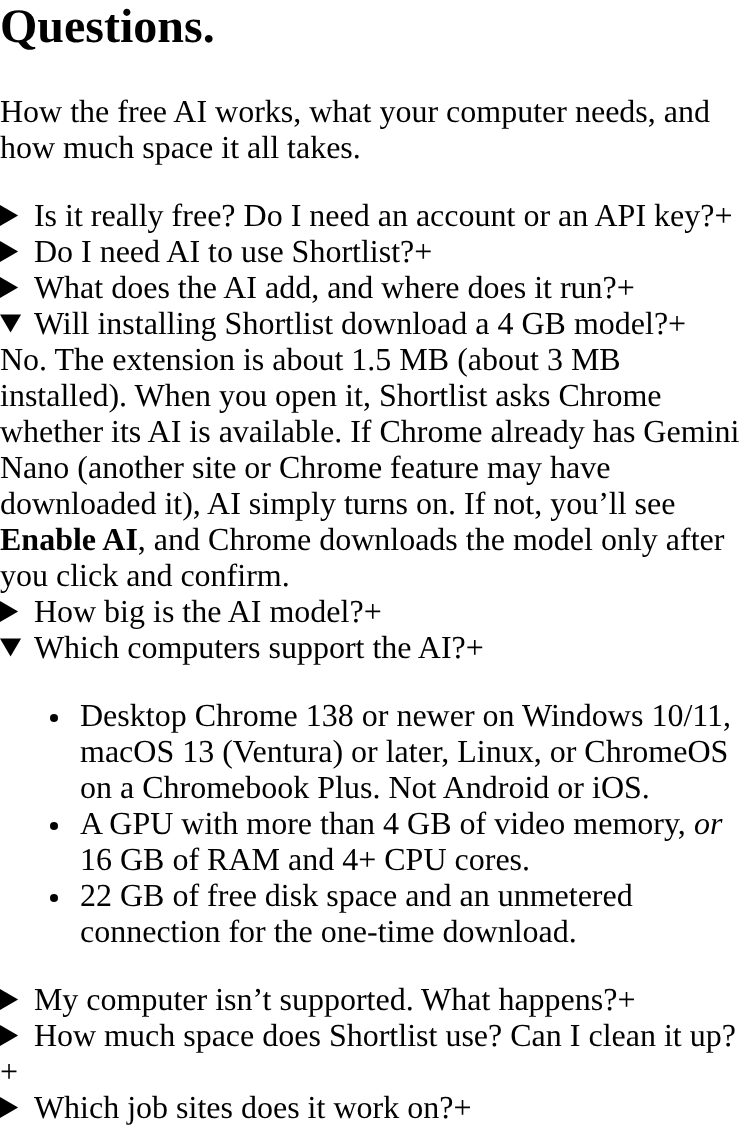 Questions.
How the free AI works, what your computer needs, and
how much space it all takes.
Is it really free? Do I need an account or an API key?+
Do I need AI to use Shortlist?+
What does the AI add, and where does it run?+
Will installing Shortlist download a 4 GB model?+
No. The extension is about 1.5 MB (about 3 MB
installed). When you open it, Shortlist asks Chrome
whether its AI is available. If Chrome already has Gemini
Nano (another site or Chrome feature may have
downloaded it), AI simply turns on. If not, you’ll see
Enable AI, and Chrome downloads the model only after
you click and confirm.
How big is the AI model?+
Which computers support the AI?+
• Desktop Chrome 138 or newer on Windows 10/11,
macOS 13 (Ventura) or later, Linux, or ChromeOS
on a Chromebook Plus. Not Android or iOS.
• A GPU with more than 4 GB of video memory, or
16 GB of RAM and 4+ CPU cores.
• 22 GB of free disk space and an unmetered
connection for the one-time download.
My computer isn’t supported. What happens?+
How much space does Shortlist use? Can I clean it up?
+
Which job sites does it work on?+